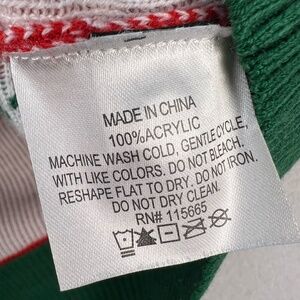 MADE IN CHINA
100%ACRYLIC
MACHINE WASH COLD, GENTLE CYCLE,
WITH LIKE COLORS. DO NOT BLEACH.
RESHAPE FLAT TO DRY. DO NOT IRON.
DO NOT DRY CLEAN.
RN# 115665